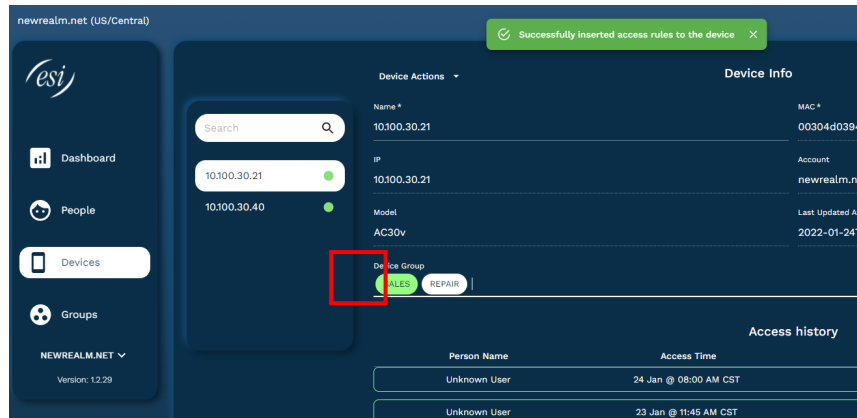 newrealm.net (US/Central)
Successfully inserted access rules to the device
esi
Dashboard
People
Devices
Groups
NEWREALM.NET
Version: 1.2.29
Search
10.100.30.21
10.100.30.40
Device Actions
Device Info
Name *
10.100.30.21
MAC *
00304d039
IP
10.100.30.21
Account
newrealm.n
Model
AC30v
Last Updated A
2022-01-24
Device Group
SALES REPAIR
Access history
Person Name Access Time
Unknown User 24 Jan @ 08:00 AM CST
Unknown User 23 Jan @ 11:45 AM CST